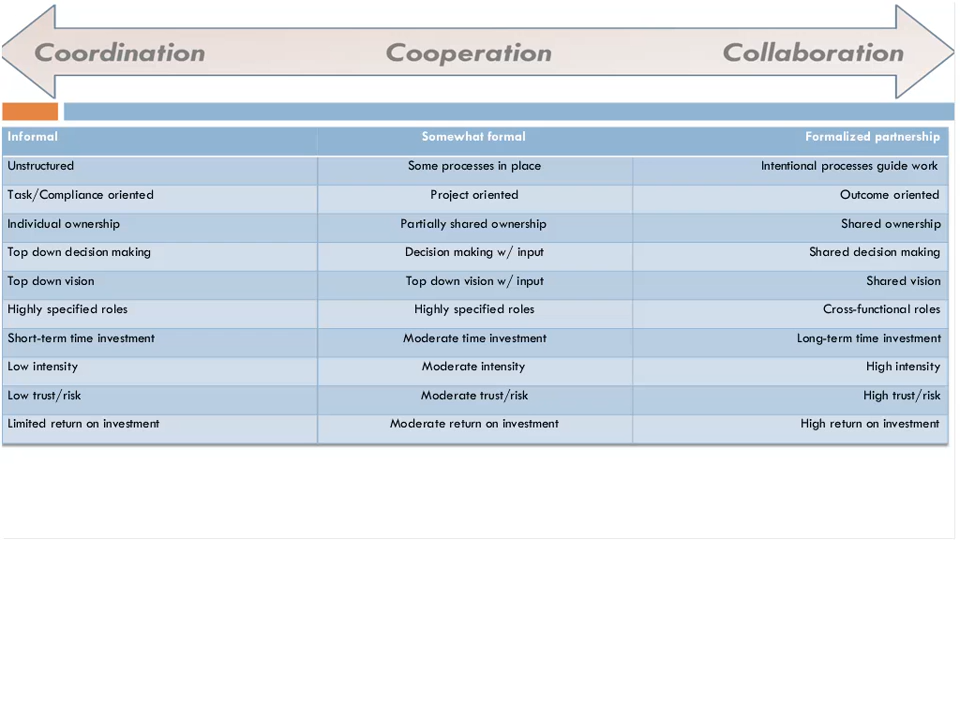 Coordination Cooperation Collaboration
Informal Somewhat formal Formalized partnership
Unstructured Some processes in place Intentional processes guide work
Task/Compliance oriented Project oriented Outcome oriented
Individual ownership Partially shared ownership Shared ownership
Top down decision making Decision making w/ input Shared decision making
Top down vision Top down vision w/ input Shared vision
Highly specified roles Highly specified roles Cross-functional roles
Short-term time investment Moderate time investment Long-term time investment
Low intensity Moderate intensity High intensity
Low trust/risk Moderate trust/risk High trust/risk
Limited return on investment Moderate return on investment High return on investment